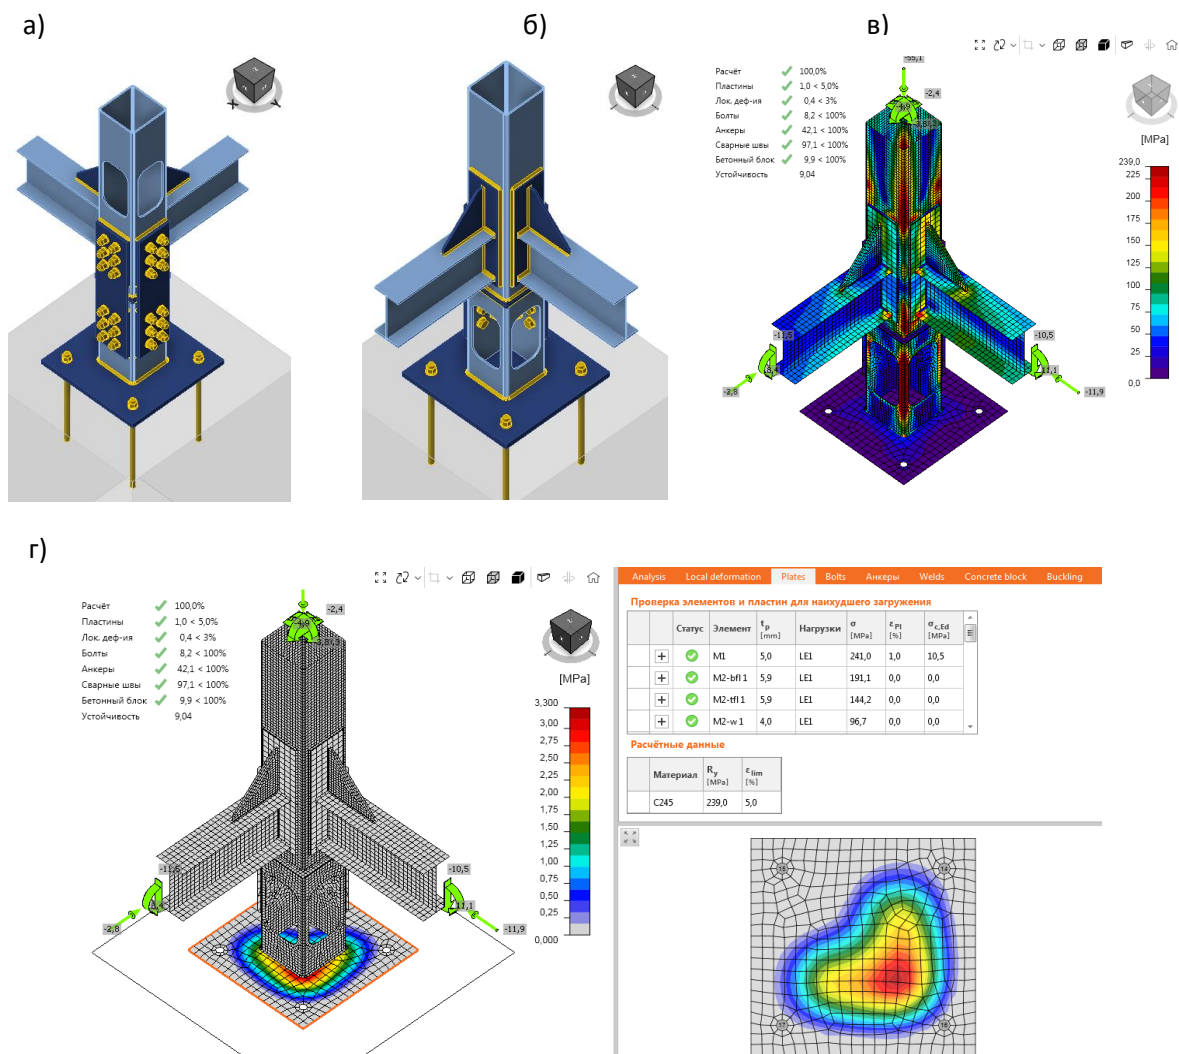 а)
б)
в)
Расчёт 100,0%
Пластины 1,0 < 5,0%
Лок. деф-ия 0,4 < 3%
Болты 8,2 < 100%
Анкеры 42,1 < 100%
Сварные швы 97,1 < 100%
Бетонный блок 9,9 < 100%
Устойчивость 9,04
-2,4
[MPa]
239,0
225
200
175
150
125
100
75
50
25
0,0
-10,5
11,1
-2,8
-11,9
г)
Расчёт 100,0%
Пластины 1,0 < 5,0%
Лок. деф-ия 0,4 < 3%
Болты 8,2 < 100%
Анкеры 42,1 < 100%
Сварные швы 97,1 < 100%
Бетонный блок 9,9 < 100%
Устойчивость 9,04
-2,4
[MPa]
3,300
3,00
2,75
2,50
2,25
2,00
1,75
1,50
1,25
1,00
0,75
0,50
0,25
0,000
-10,5
11,1
-2,8
-11,9
Analysis Local deformation Plates Bolts Анкеры Welds Concrete block Buckling
Проверка элементов и пластин для наихудшего загружения
Статус Элемент tp [mm] Нагрузки σ [MPa] εPl [%] σc,Ed [MPa]
M1 5,0 LE1 241,0 1,0 10,5
M2-bfl 1 5,9 LE1 191,1 0,0 0,0
M2-tfl 1 5,9 LE1 144,2 0,0 0,0
M2-w 1 4,0 LE1 96,7 0,0 0,0
Расчётные данные
Материал Ry [MPa] εlim [%]
C245 239,0 5,0
15 14
17 16